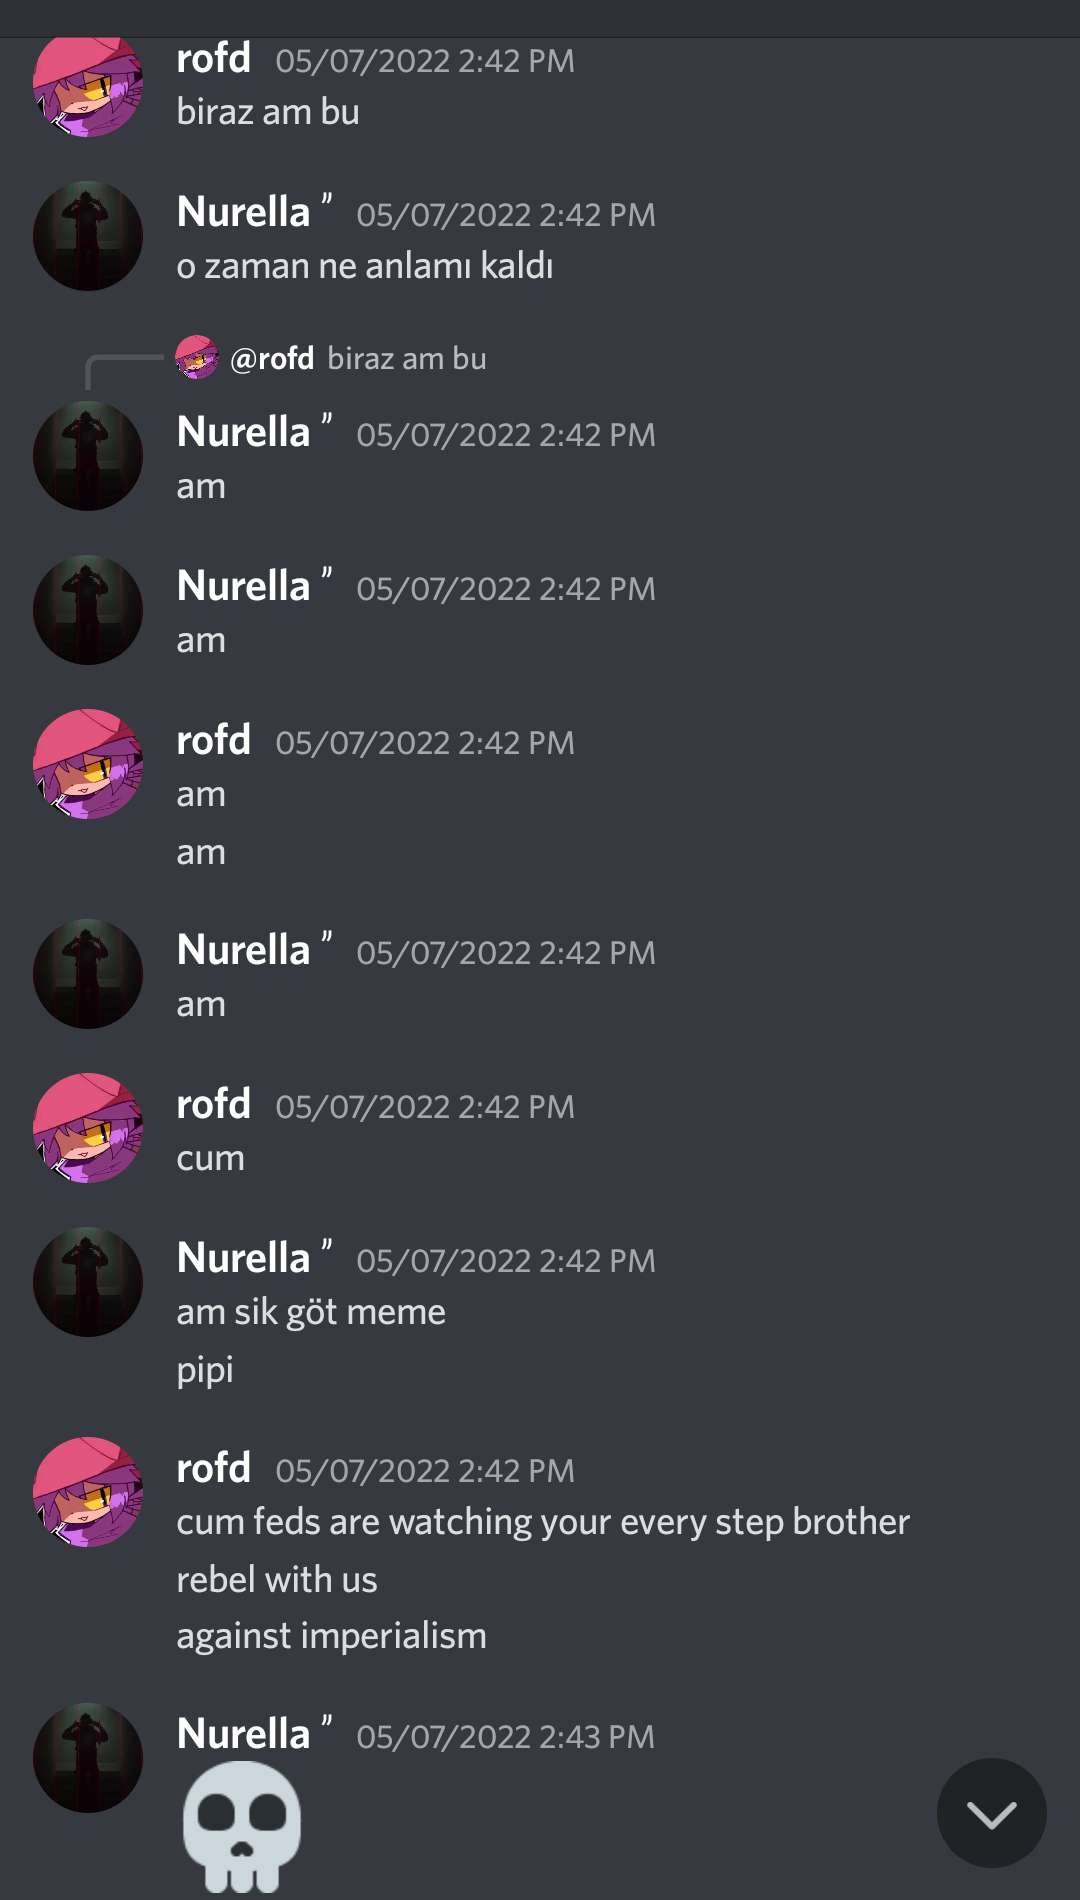 rofd 05/07/2022 2:42 PM
biraz am bu
Nurella ” 05/07/2022 2:42 PM
o zaman ne anlamı kaldı
@rofd biraz am bu
Nurella ” 05/07/2022 2:42 PM
am
Nurella ” 05/07/2022 2:42 PM
am
rofd 05/07/2022 2:42 PM
am
am
Nurella ” 05/07/2022 2:42 PM
am
rofd 05/07/2022 2:42 PM
cum
Nurella ” 05/07/2022 2:42 PM
am sik göt meme
pipi
rofd 05/07/2022 2:42 PM
cum feds are watching your every step brother
rebel with us
against imperialism
Nurella ” 05/07/2022 2:43 PM